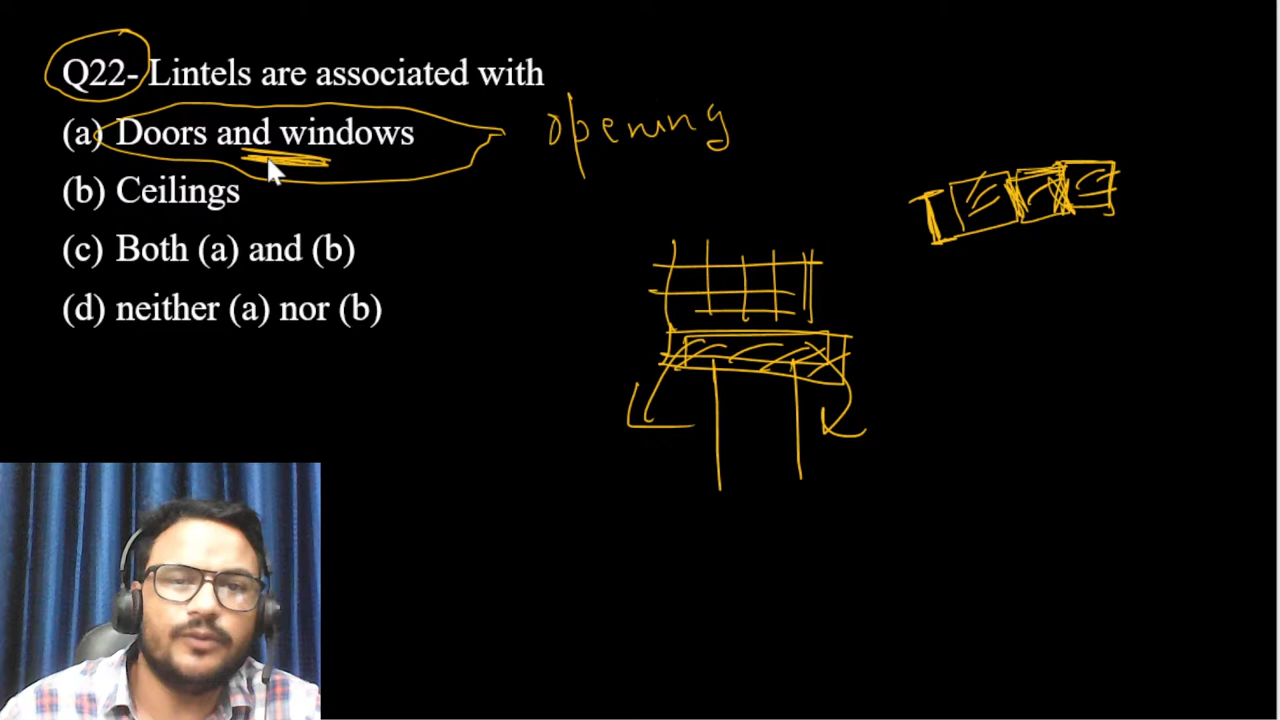 Q22- Lintels are associated with
(a) Doors and windows
opening
(b) Ceilings
(c) Both (a) and (b)
(d) neither (a) nor (b)